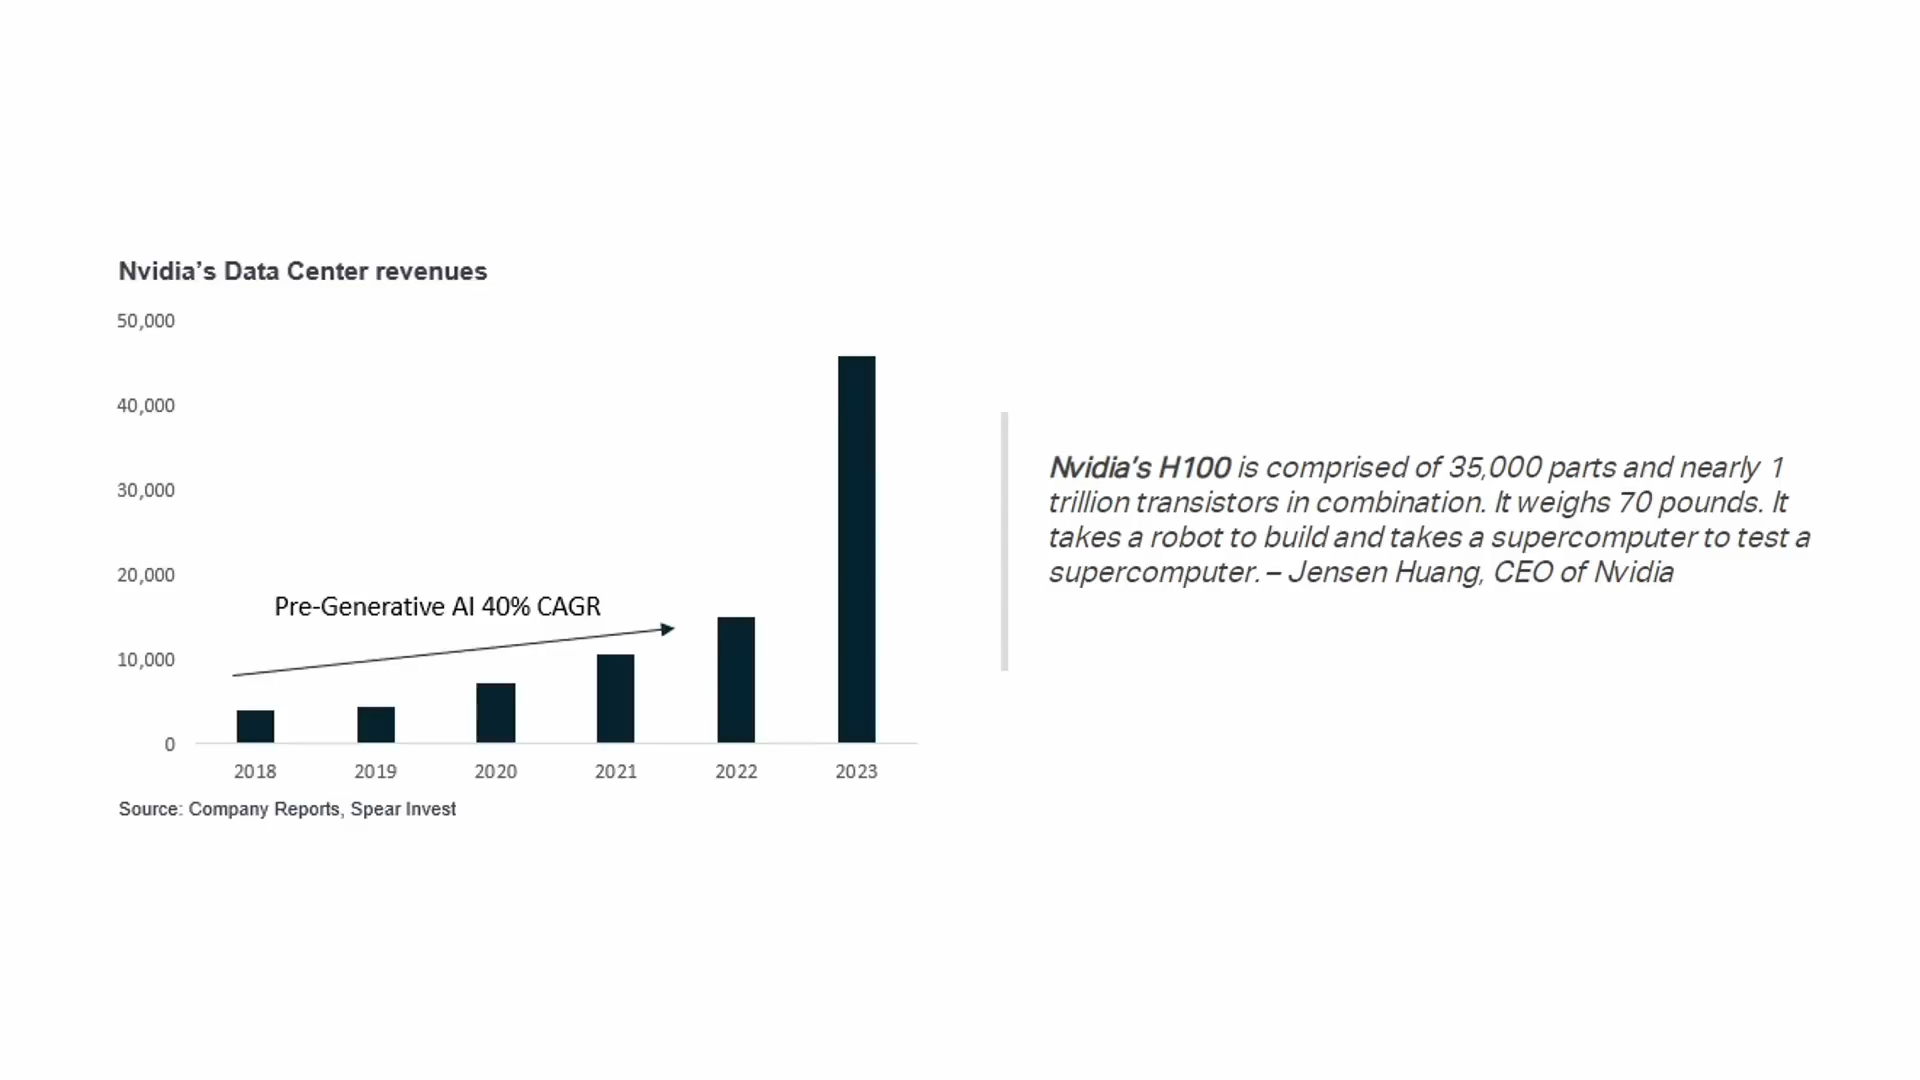 Nvidia’s Data Center revenues
50,000
40,000
30,000
20,000
Pre-Generative AI 40% CAGR
10,000
0
2018 2019 2020 2021 2022 2023
Source: Company Reports, Spear Invest
Nvidia's H100 is comprised of 35,000 parts and nearly 1
trillion transistors in combination. It weighs 70 pounds. It
takes a robot to build and takes a supercomputer to test a
supercomputer. – Jensen Huang, CEO of Nvidia